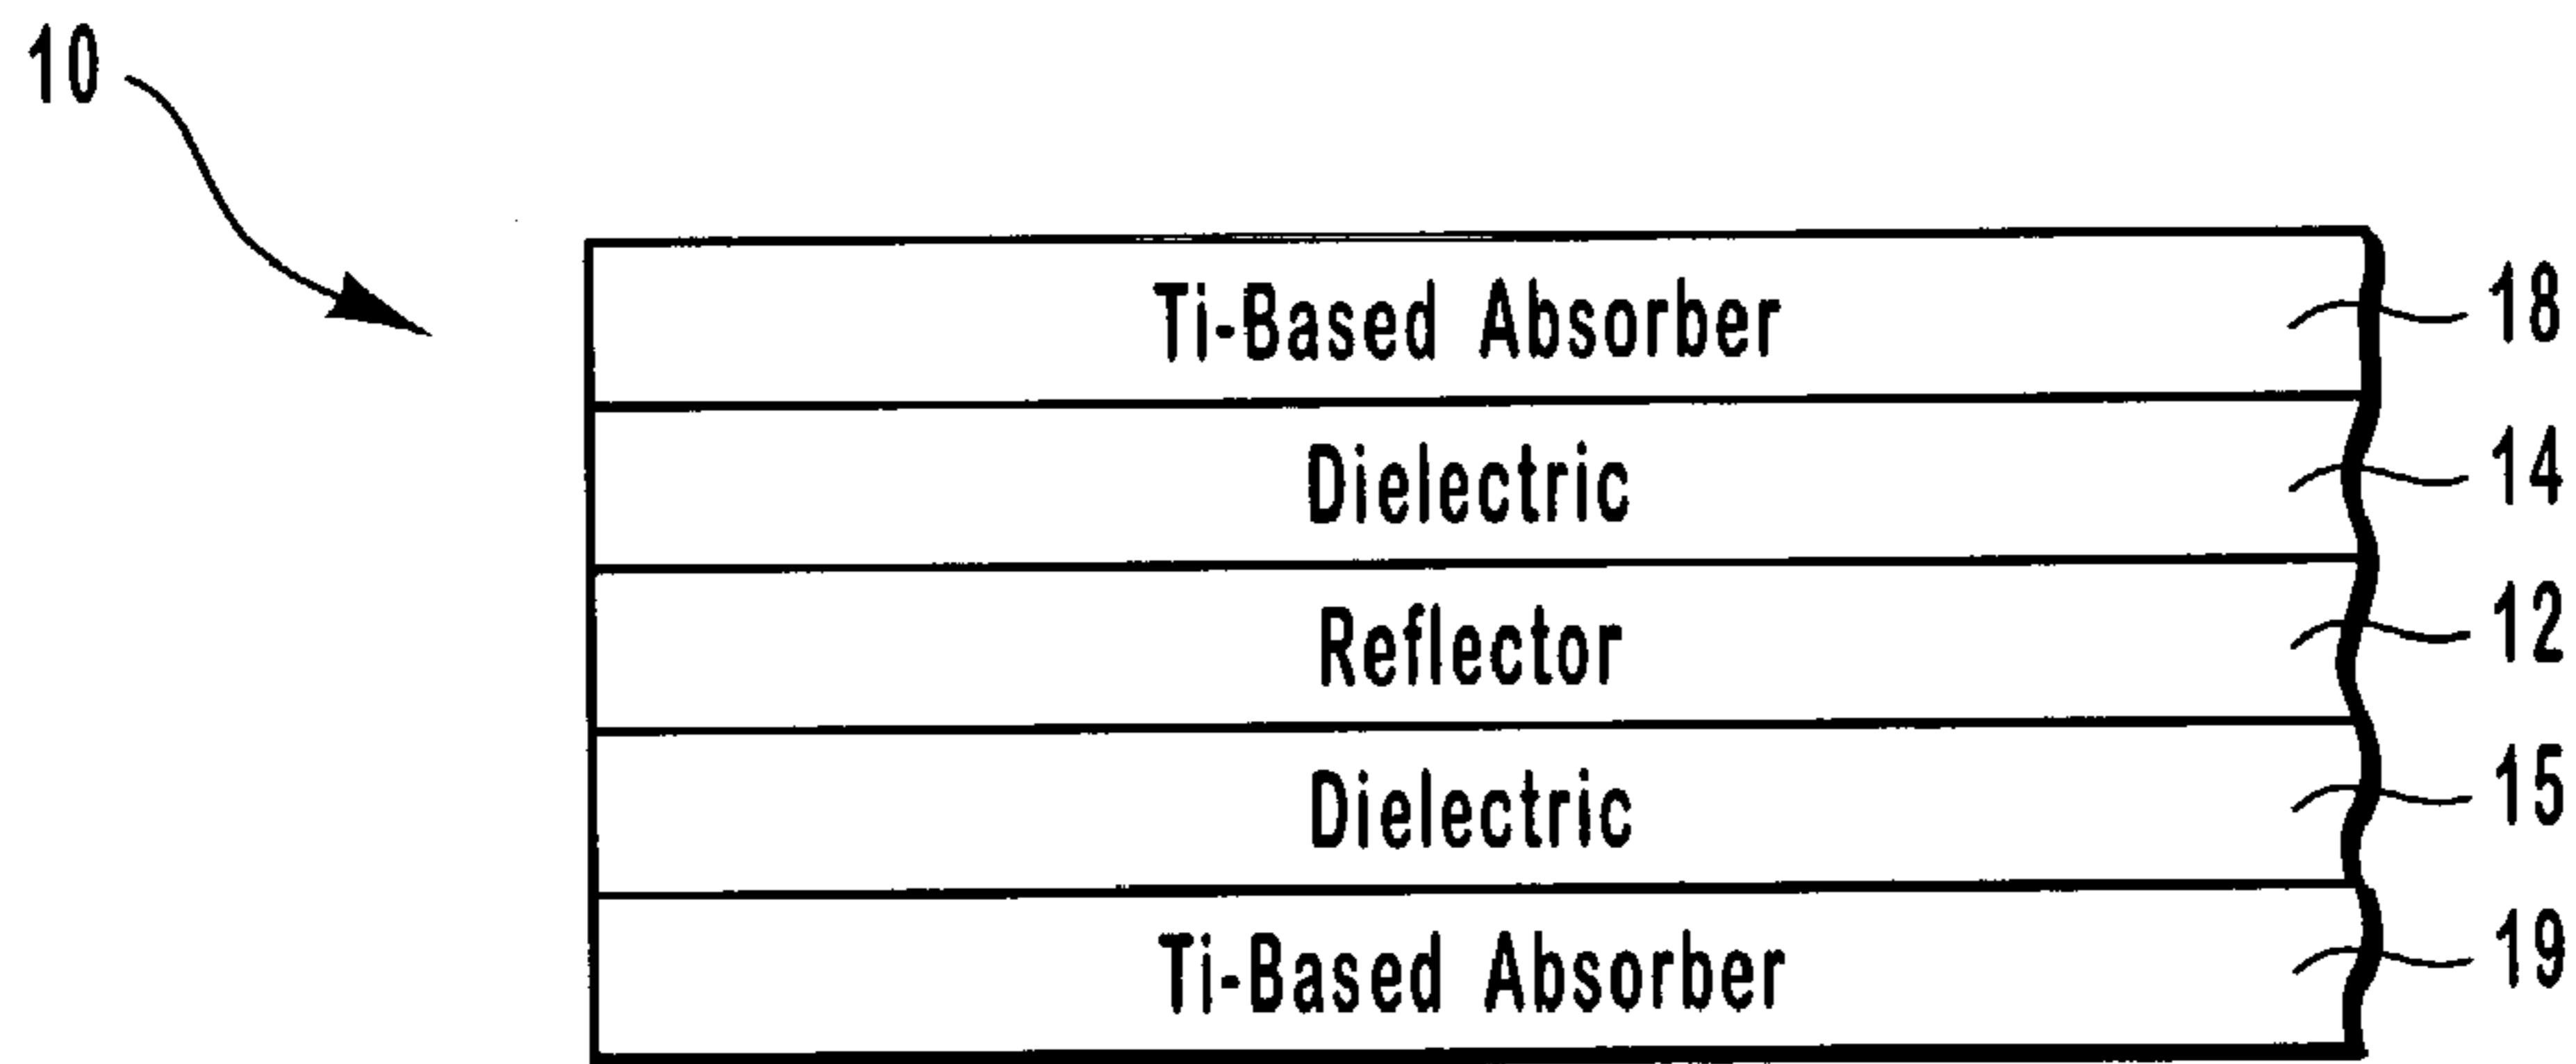 10
Ti-Based Absorber 18
Dielectric 14
Reflector 12
Dielectric 15
Ti-Based Absorber 19